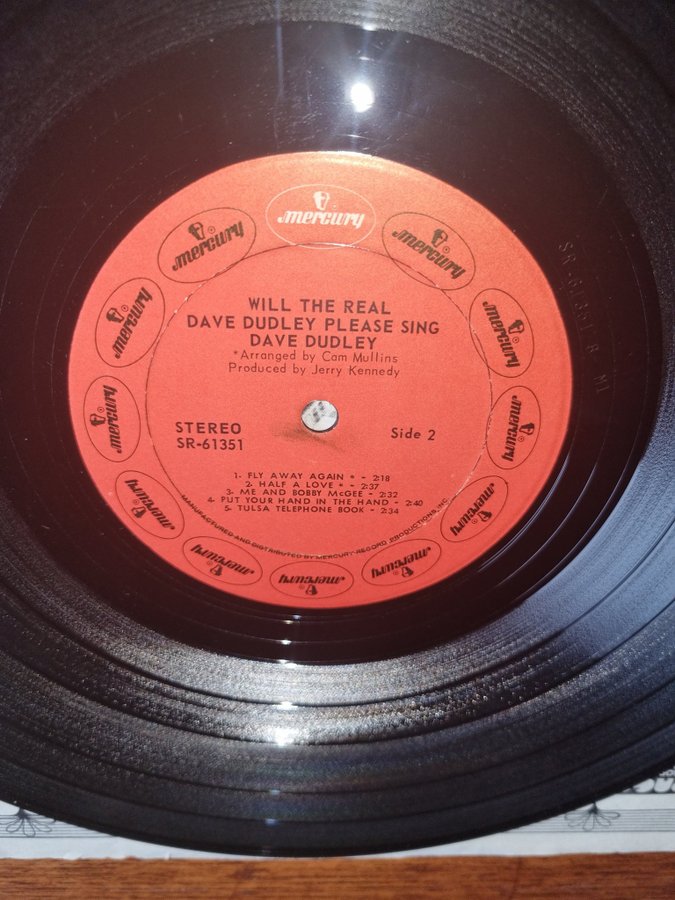 mercury
mercury
mercury
mercury
mercury
mercury
mercury
mercury
mercury
mercury
mercury
mercury
WILL THE REAL
DAVE DUDLEY PLEASE SING
DAVE DUDLEY
*Arranged by Cam Mullins
Produced by Jerry Kennedy
STEREO
SR-61351
Side 2
1- FLY AWAY AGAIN * - 2:18
2- HALF A LOVE * - 2:37
3- ME AND BOBBY McGEE - 2:32
4- PUT YOUR HAND IN THE HAND - 2:40
5- TULSA TELEPHONE BOOK - 2:34
MANUFACTURED AND DISTRIBUTED BY MERCURY RECORD PRODUCTIONS, INC.